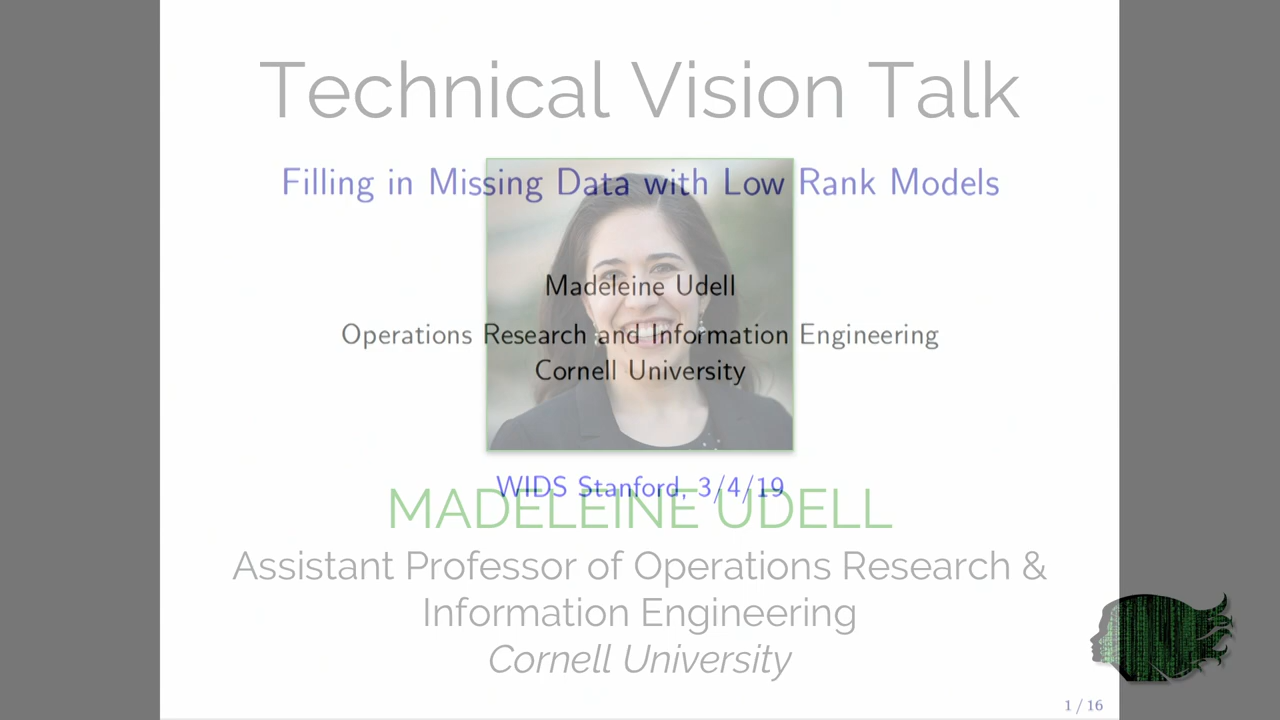 Technical Vision Talk
Filling in Missing Data with Low Rank Models
Madeleine Udell
Operations Research and Information Engineering
Cornell University
WIDS Stanford, 3/4/19
MADELEINE UDELL
Assistant Professor of Operations Research &
Information Engineering
Cornell University
1 / 16